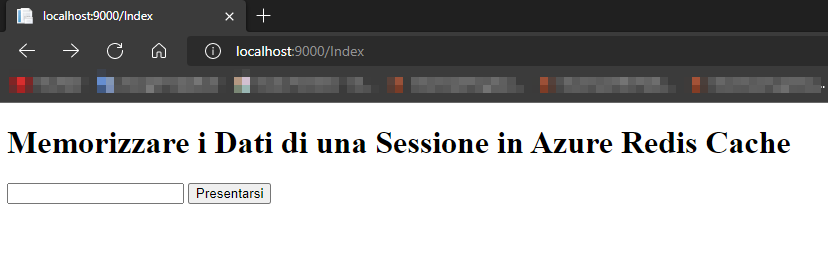 localhost:9000/Index
localhost:9000/Index
Memorizzare i Dati di una Sessione in Azure Redis Cache
Presentarsi